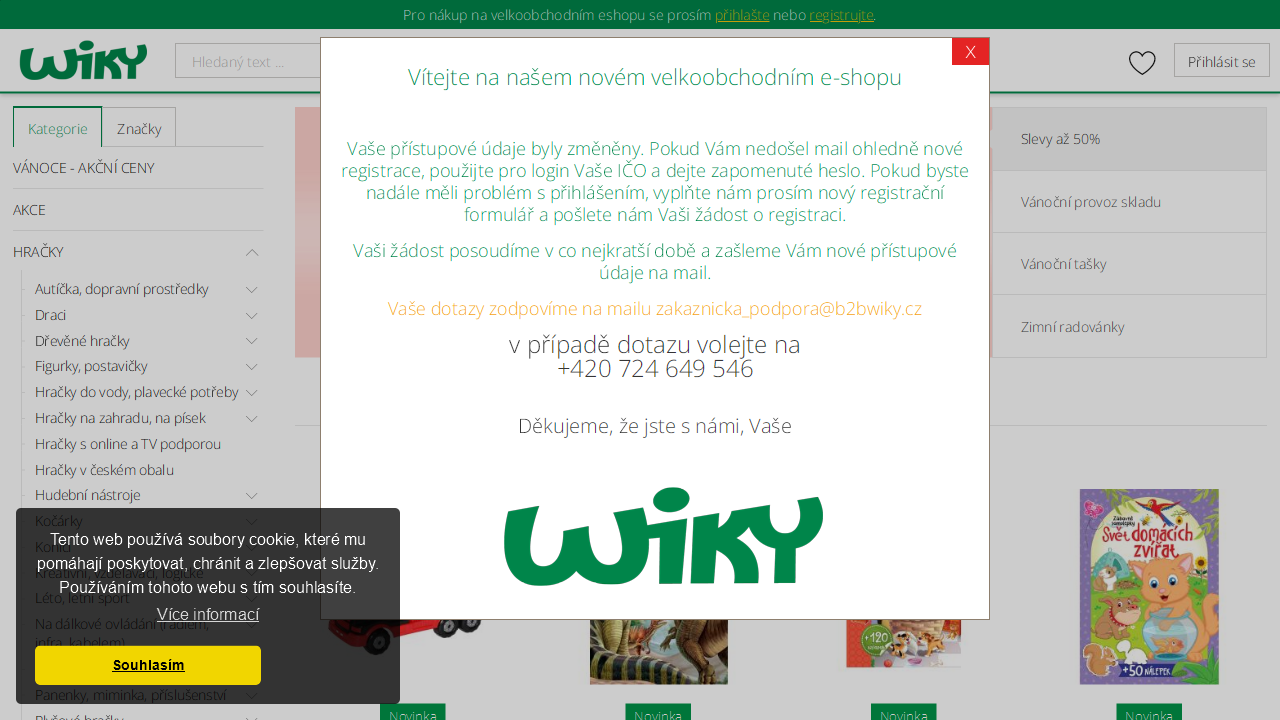 Pro nákup na velkoobchodním eshopu se prosím přihlašte nebo registrujte.
WIKY
Hledaný text ...
Přihlásit se
X
Vítejte na našem novém velkoobchodním e-shopu
Vaše přístupové údaje byly změněny. Pokud Vám nedošel mail ohledně nové
registrace, použijte pro login Vaše IČO a dejte zapomenuté heslo. Pokud byste
nadále měli problém s přihlášením, vyplňte nám prosím nový registrační
formulář a pošlete nám Vaši žádost o registraci.
Vaši žádost posoudíme v co nejkratší době a zašleme Vám nové přístupové
údaje na mail.
Vaše dotazy zodpovíme na mailu zakaznicka_podpora@b2bwiky.cz
v případě dotazu volejte na
+420 724 649 546
Děkujeme, že jste s námi, Vaše
WIKY
Kategorie
Značky
VÁNOCE - AKČNÍ CENY
AKCE
HRAČKY
Autíčka, dopravní prostředky
Draci
Dřevěné hračky
Figurky, postavičky
Hračky do vody, plavecké potřeby
Hračky na zahradu, na písek
Hračky s online a TV podporou
Hračky v českém obalu
Hudební nástroje
Kočárky
Koníci
Kreativní, vzdělávací, logické
Léto, letní sport
Na dálkové ovládání (rádiem,
infra, kabelem)
Panenky, miminka, příslušenství
Plyšové hračky
Tento web používá soubory cookie, které mu
pomáhají poskytovat, chránit a zlepšovat služby.
Používáním tohoto webu s tím souhlasíte.
Více informací
Souhlasím
Slevy až 50%
Vánoční provoz skladu
Vánoční tašky
Zimní radovánky
+120
Zábavné samolepky
Svět domácích
zvířat
+50 NÁLEPEK
Novinka
Novinka
Novinka
Novinka